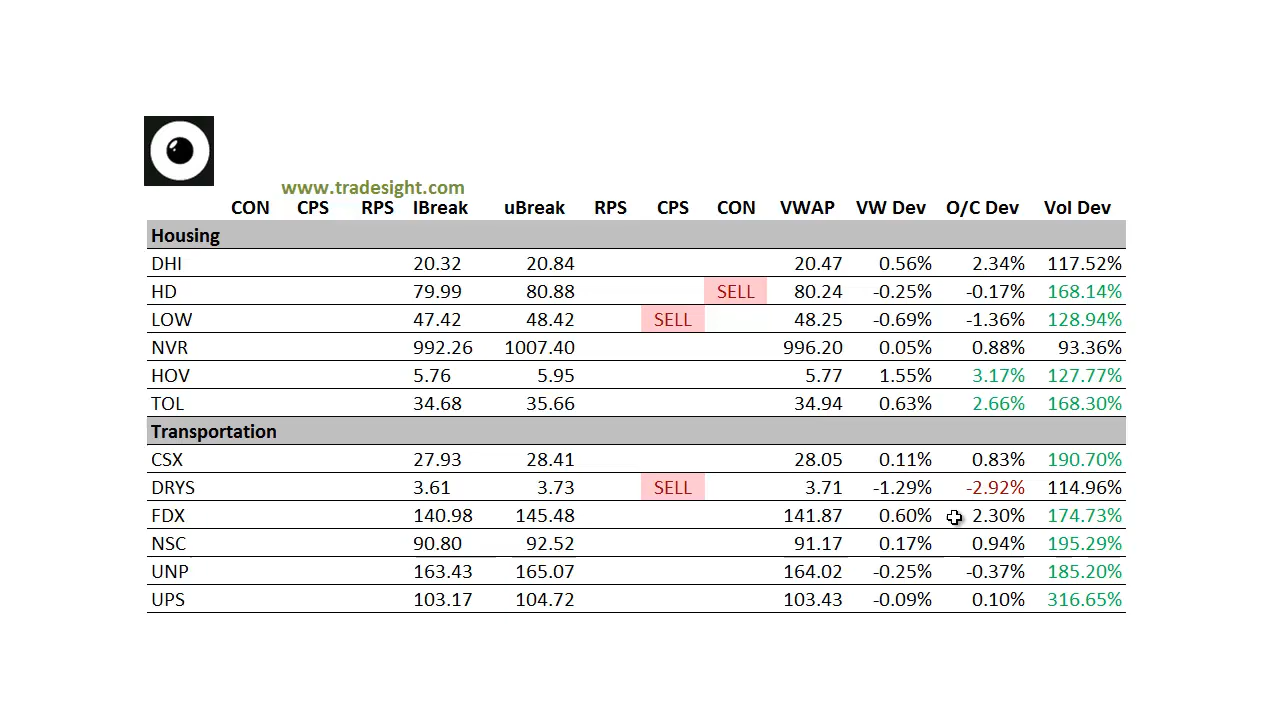 www.tradesight.com
CON CPS RPS lBreak uBreak RPS CPS CON VWAP VW Dev O/C Dev Vol Dev
Housing
DHI 20.32 20.84 20.47 0.56% 2.34% 117.52%
HD 79.99 80.88 SELL 80.24 -0.25% -0.17% 168.14%
LOW 47.42 48.42 SELL 48.25 -0.69% -1.36% 128.94%
NVR 992.26 1007.40 996.20 0.05% 0.88% 93.36%
HOV 5.76 5.95 5.77 1.55% 3.17% 127.77%
TOL 34.68 35.66 34.94 0.63% 2.66% 168.30%
Transportation
CSX 27.93 28.41 28.05 0.11% 0.83% 190.70%
DRYS 3.61 3.73 SELL 3.71 -1.29% -2.92% 114.96%
FDX 140.98 145.48 141.87 0.60% 2.30% 174.73%
NSC 90.80 92.52 91.17 0.17% 0.94% 195.29%
UNP 163.43 165.07 164.02 -0.25% -0.37% 185.20%
UPS 103.17 104.72 103.43 -0.09% 0.10% 316.65%